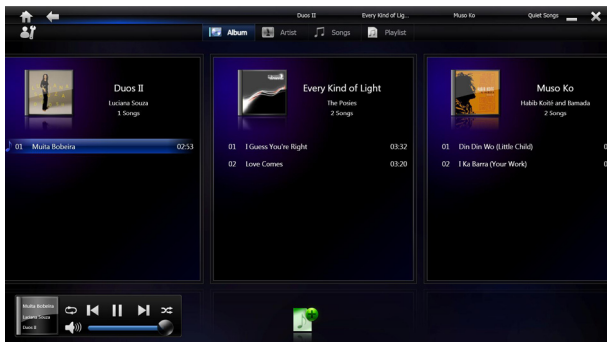 Duos II
Every Kind of Lig...
Muso Ko
Quiet Songs
Album
Artist
Songs
Playlist
Duos II
Luciana Souza
1 Songs
01 Muita Bobeira 02:53
Every Kind of Light
The Posies
2 Songs
01 I Guess You're Right 03:32
02 Love Comes 03:20
Muso Ko
Habib Koité and Bamada
2 Songs
01 Din Din Wo (Little Child) 0
02 I Ka Barra (Your Work) 0
Muita Bobeira
Luciana Souza
Duos II